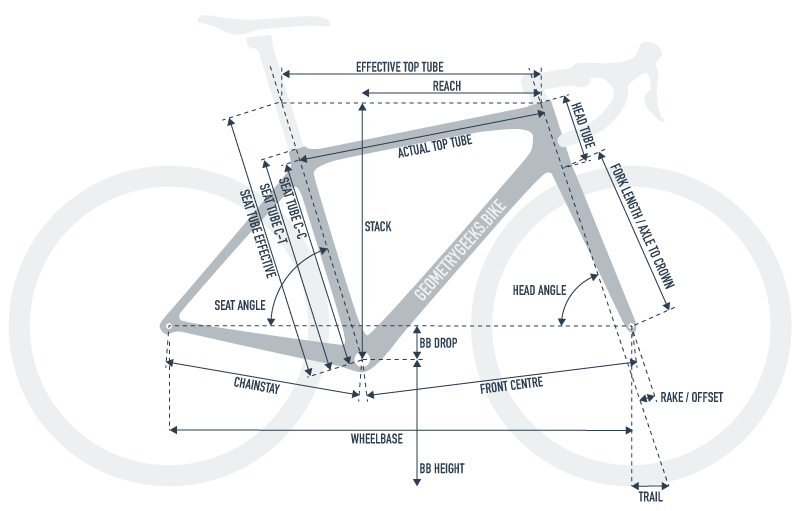 EFFECTIVE TOP TUBE
REACH
HEAD TUBE
ACTUAL TOP TUBE
FORK LENGTH / AXLE TO CROWN
SEAT TUBE EFFECTIVE
SEAT TUBE C-T
SEAT TUBE C-C
STACK
GEOMETRYGEEKS.BIKE
SEAT ANGLE
HEAD ANGLE
BB DROP
CHAINSTAY
FRONT CENTRE
RAKE / OFFSET
WHEELBASE
BB HEIGHT
TRAIL